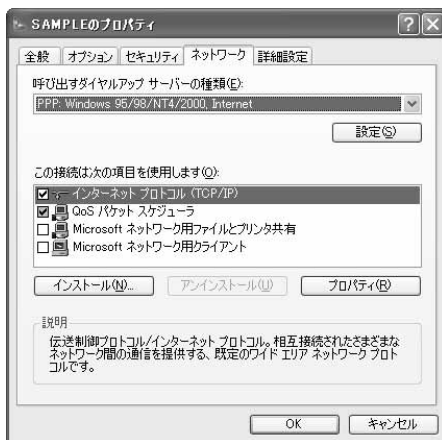 SAMPLEのプロパティ
全般 オプション セキュリティ ネットワーク 詳細設定
呼び出すダイヤルアップ サーバーの種類(E):
PPP: Windows 95/98/NT4/2000, Internet
設定(S)
この接続は次の項目を使用します(O):
インターネット プロトコル (TCP/IP)
QoS パケット スケジューラ
Microsoft ネットワーク用ファイルとプリンタ共有
Microsoft ネットワーク用クライアント
インストール(N)... アンインストール(U) プロパティ(R)
説明
伝送制御プロトコル/インターネット プロトコル。相互接続されたさまざまな
ネットワーク間の通信を提供する、既定のワイド エリア ネットワーク プロト
コルです。
OK キャンセル